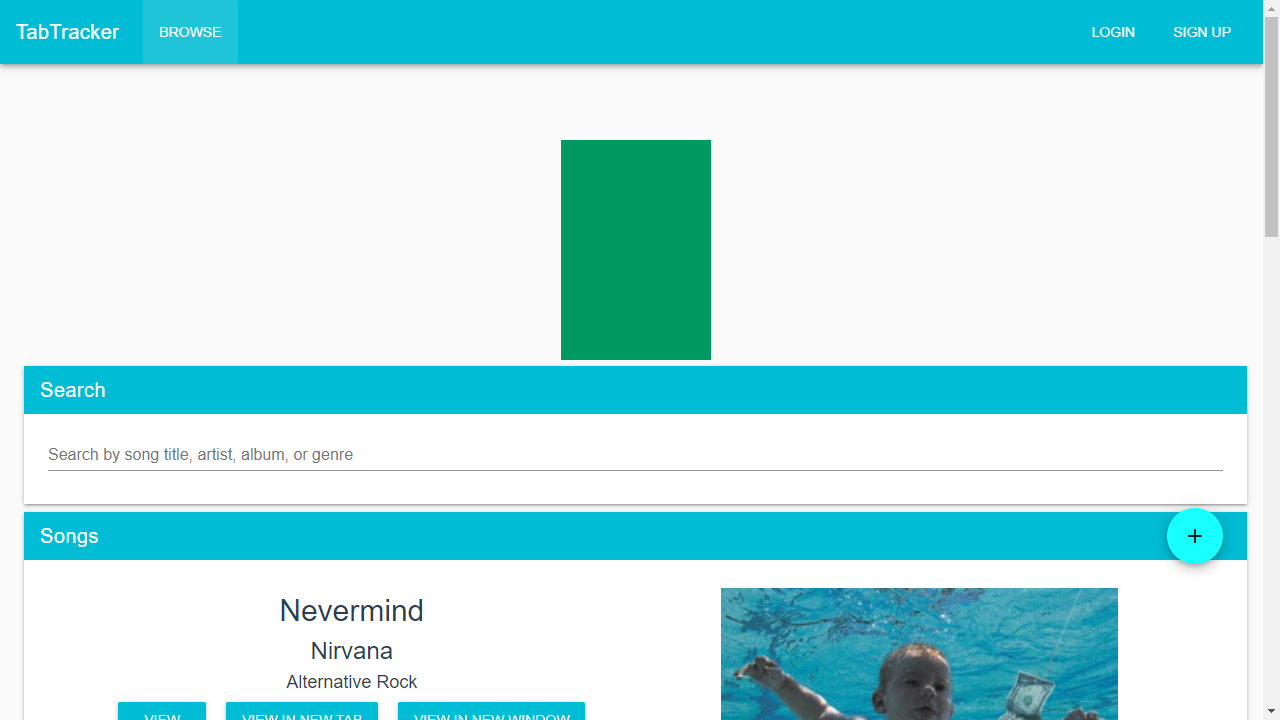 TabTracker
BROWSE
LOGIN
SIGN UP
Search
Search by song title, artist, album, or genre
Songs
Nevermind
Nirvana
Alternative Rock
VIEW
VIEW IN NEW TAB
VIEW IN NEW WINDOW